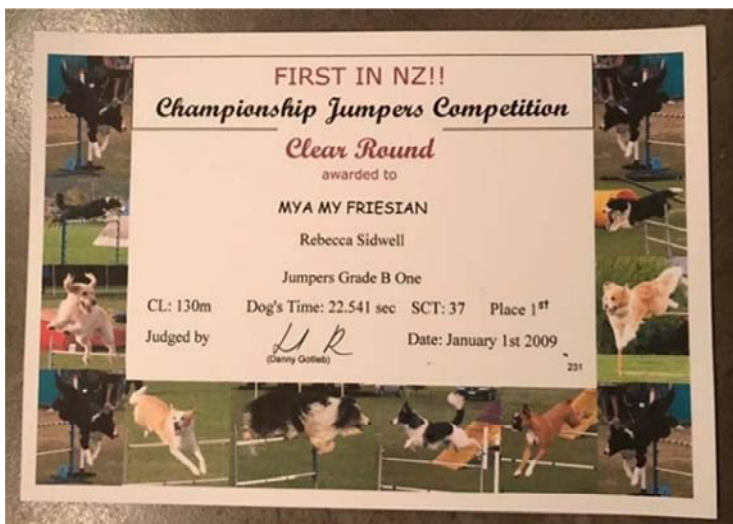 FIRST IN NZ!!
Championship Jumpers Competition
Clear Round
awarded to
MYA MY FRIESIAN
Rebecca Sidwell
Jumpers Grade B One
CL: 130m Dog's Time: 22.541 sec SCT: 37 Place 1st
Judged by Date: January 1st 2009
(Danny Gotlieb)
231